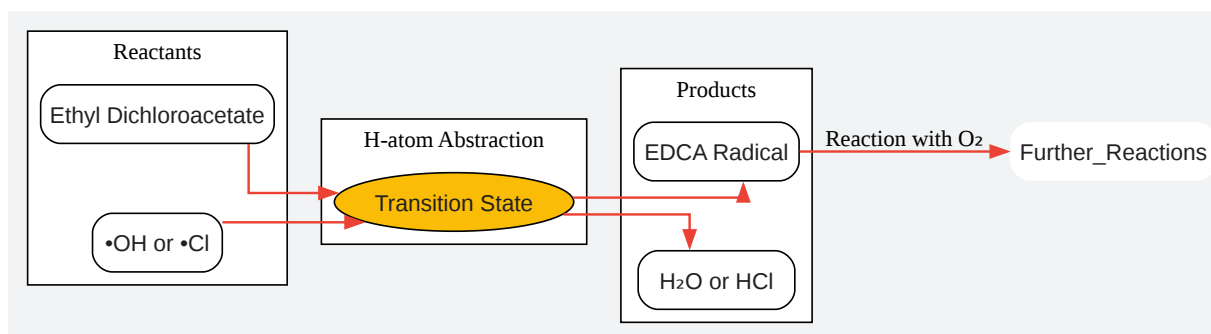 Reactants
Ethyl Dichloroacetate
•OH or •Cl
H-atom Abstraction
Transition State
Products
EDCA Radical
H₂O or HCl
Reaction with O₂
Further_Reactions